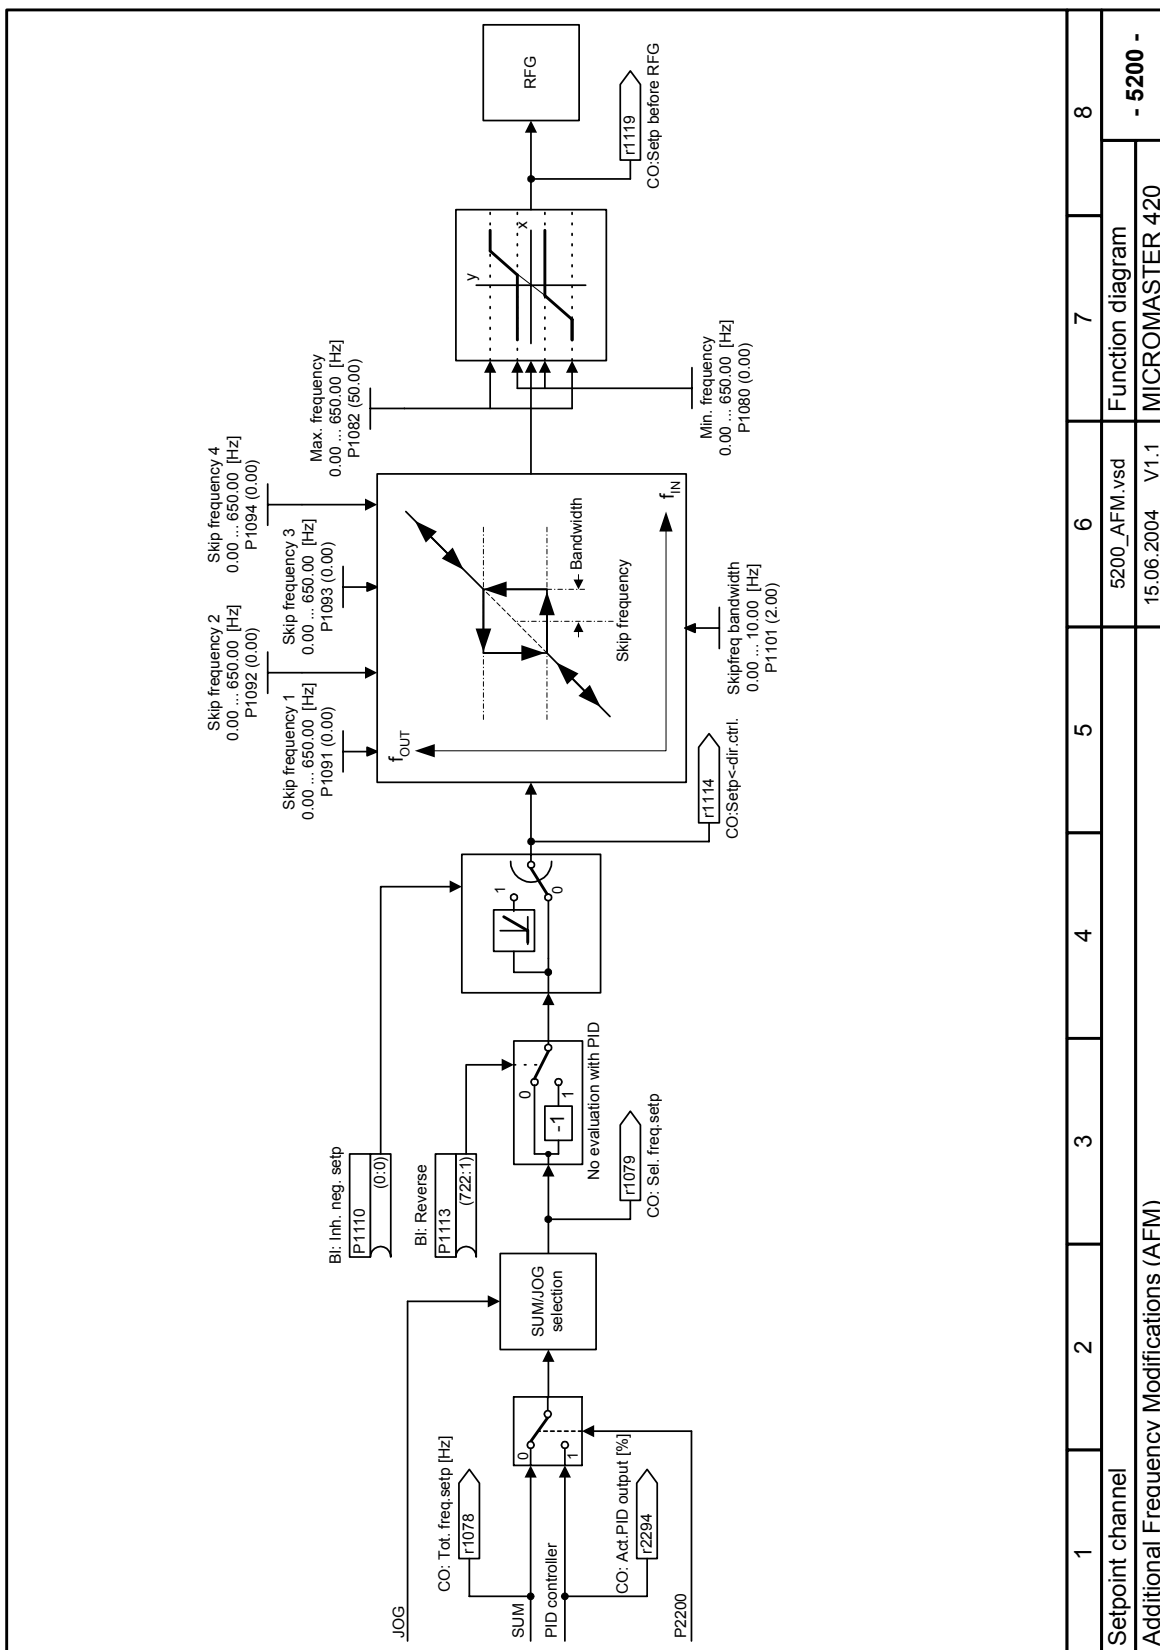 JOG
SUM
PID controller
P2200
CO: Tot. freq.setp [Hz]
r1078
CO: Act.PID output [%]
r2294
0
1
SUM/JOG
selection
BI: Inh. neg. setp
P1110
(0:0)
BI: Reverse
P1113
(722:1)
r1079
CO: Sel. freq.setp
0
1
-1
No evaluation with PID
1
0
r1114
CO:Setp<-dir.ctrl.
Skip frequency 1
0.00 ... 650.00 [Hz]
P1091 (0.00)
Skip frequency 2
0.00 ... 650.00 [Hz]
P1092 (0.00)
Skip frequency 3
0.00 ... 650.00 [Hz]
P1093 (0.00)
Skip frequency 4
0.00 ... 650.00 [Hz]
P1094 (0.00)
fOUT
fIN
Bandwidth
Skip frequency
Skipfreq bandwidth
0.00 ... 10.00 [Hz]
P1101 (2.00)
Max. frequency
0.00 ... 650.00 [Hz]
P1082 (50.00)
Min. frequency
0.00 ... 650.00 [Hz]
P1080 (0.00)
y
x
r1119
CO:Setp before RFG
RFG
1 2 3 4 5 6 7 8
Setpoint channel
5200_AFM.vsd
Function diagram
- 5200 -
Additional Frequency Modifications (AFM)
15.06.2004 V1.1
MICROMASTER 420